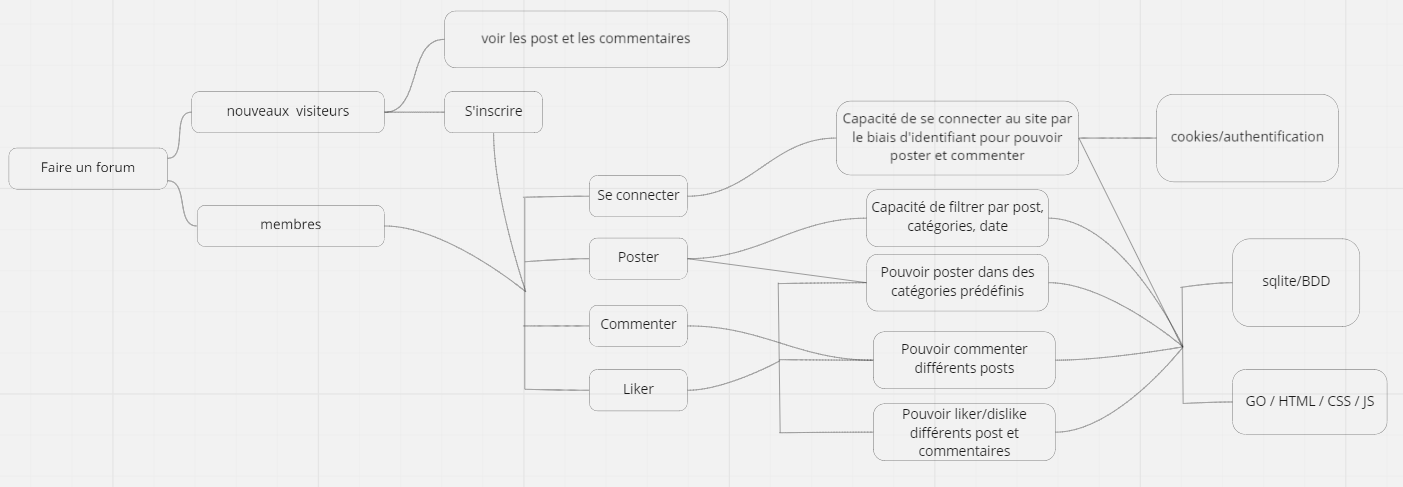 voir les post et les commentaires
nouveaux visiteurs
S'inscrire
Faire un forum
membres
Se connecter
Poster
Commenter
Liker
Capacité de se connecter au site par
le biais d'identifiant pour pouvoir
poster et commenter
cookies/authentification
Capacité de filtrer par post,
catégories, date
Pouvoir poster dans des
catégories prédéfinis
Pouvoir commenter
différents posts
Pouvoir liker/dislike
différents post et
commentaires
sqlite/BDD
GO / HTML / CSS / JS